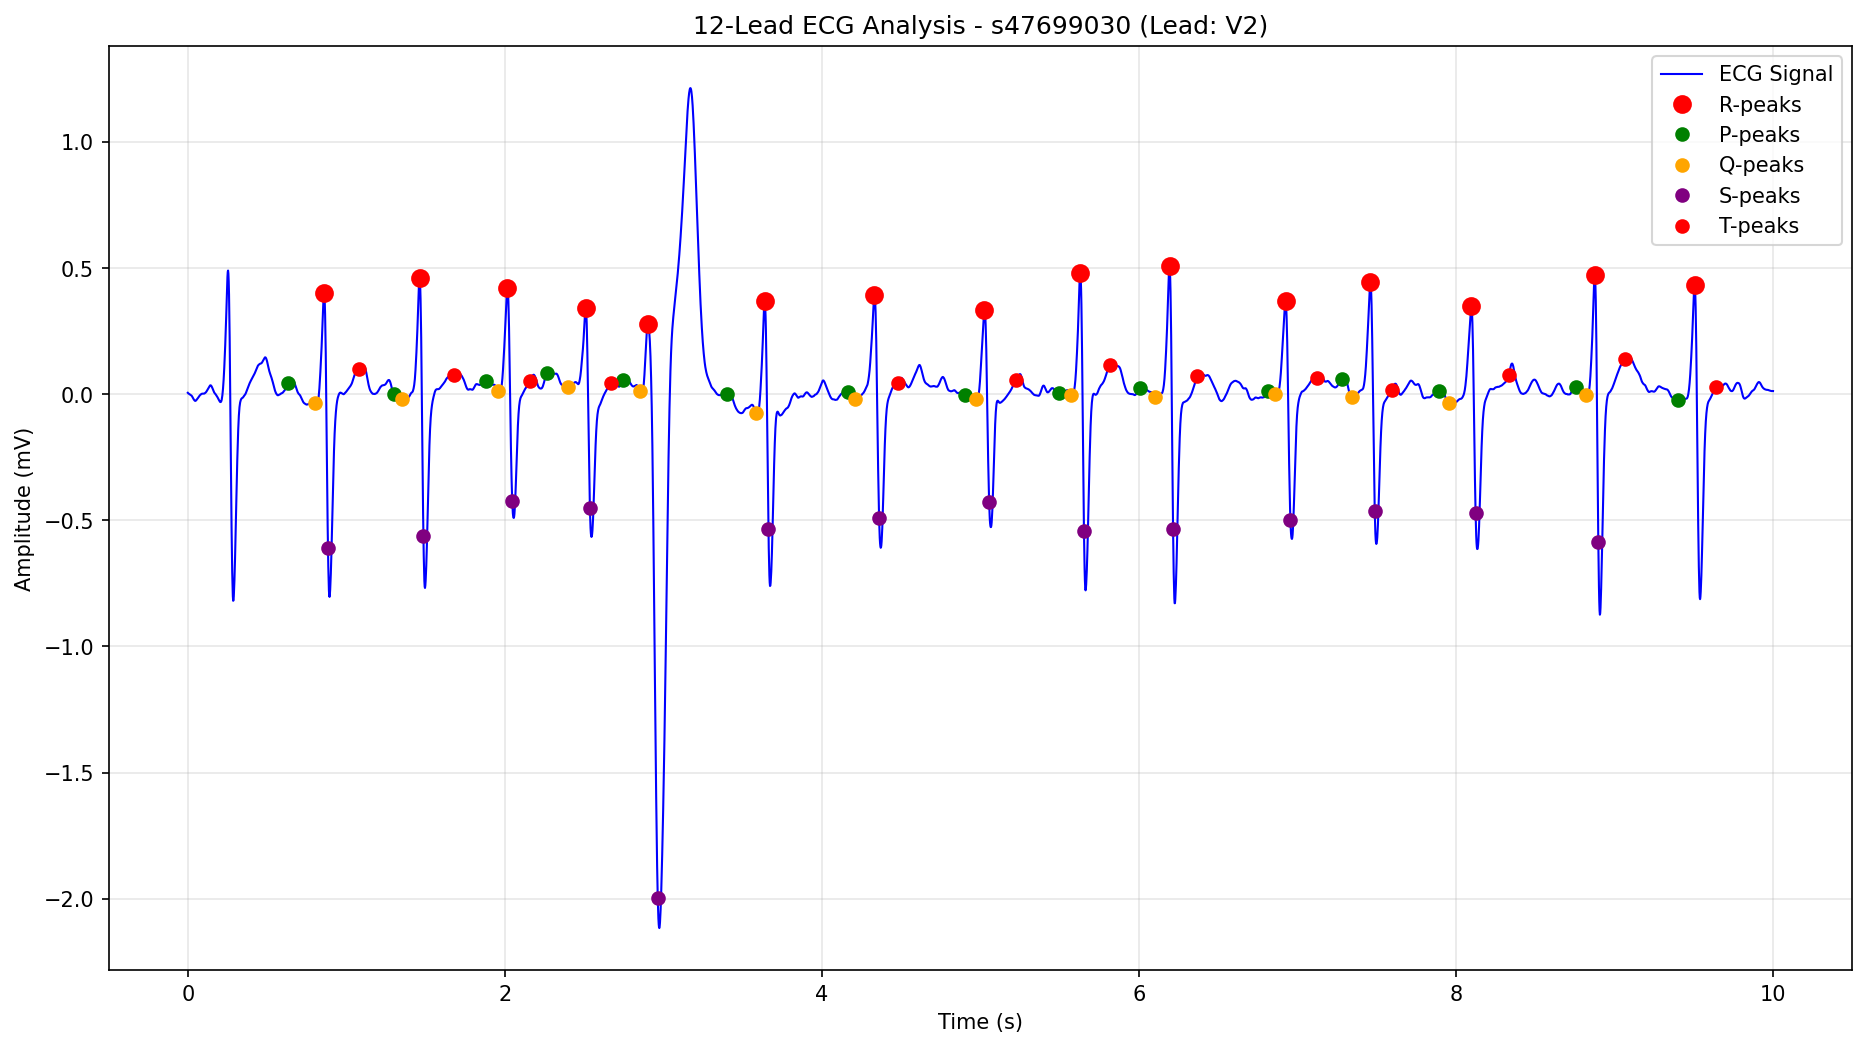 12-Lead ECG Analysis - s47699030 (Lead: V2)
ECG Signal
R-peaks
P-peaks
Q-peaks
S-peaks
T-peaks
Amplitude (mV)
1.0
0.5
0.0
−0.5
−1.0
−1.5
−2.0
0 2 4 6 8 10
Time (s)